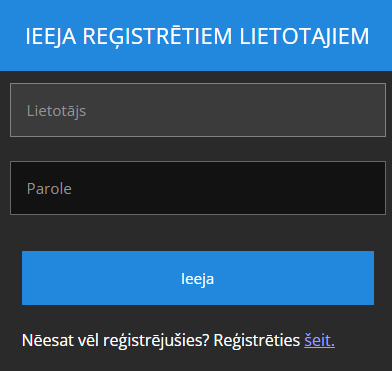 IEEJA REĢISTRĒTIEM LIETOTAJIEM
Lietotājs
Parole
Ieeja
Nēesat vēl reģistrējušies? Reģistrēties šeit.